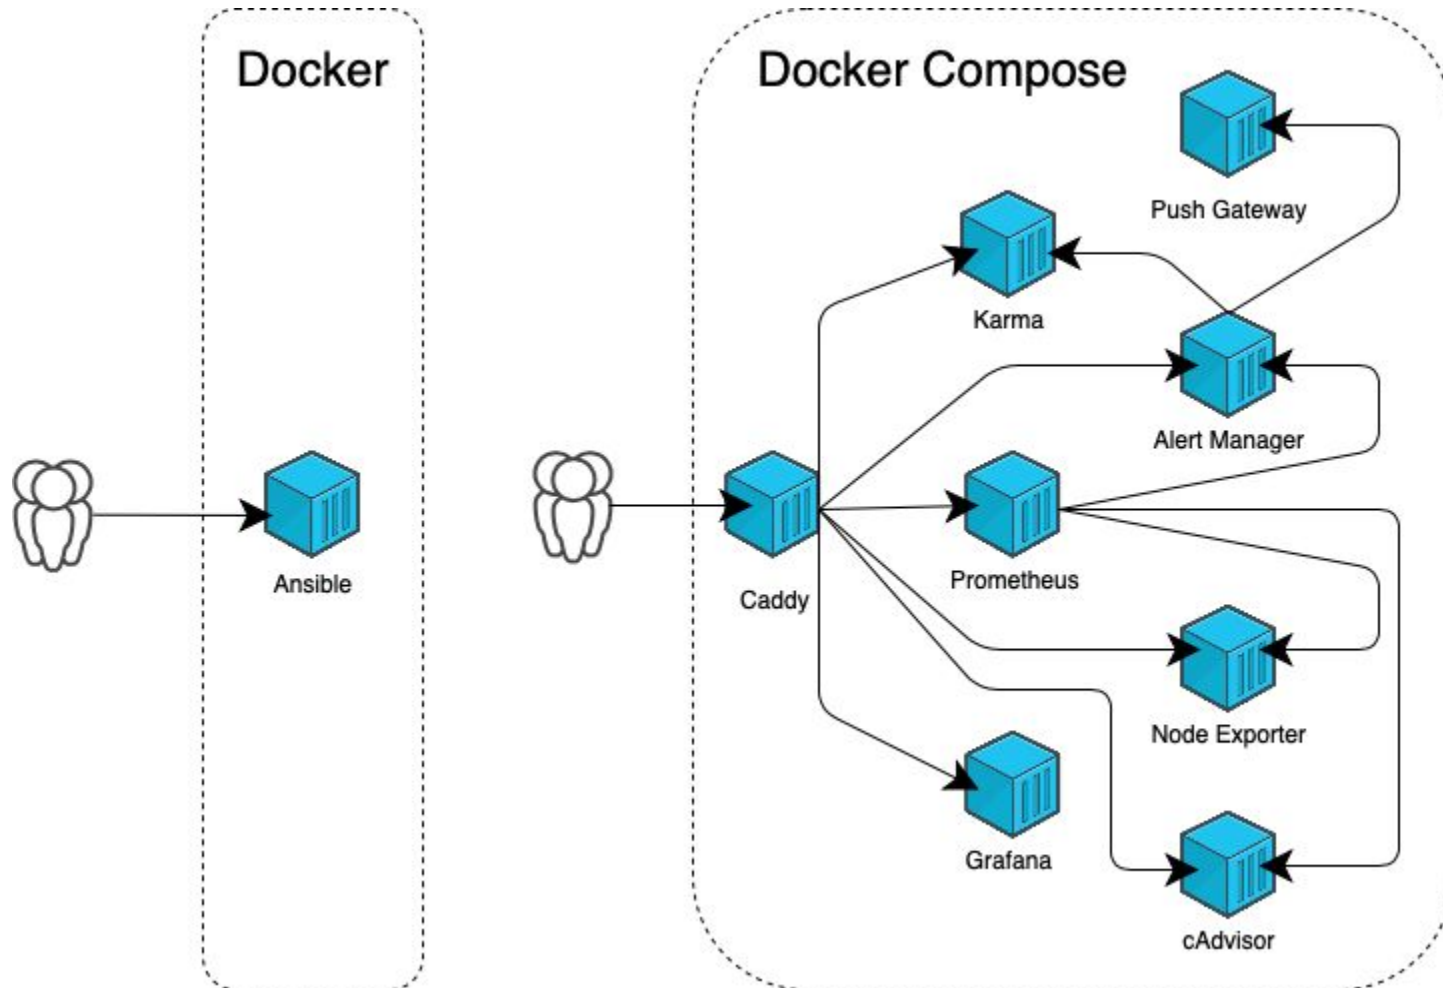 Docker
Docker Compose
Push Gateway
Karma
Alert Manager
Ansible
Caddy
Prometheus
Node Exporter
Grafana
cAdvisor